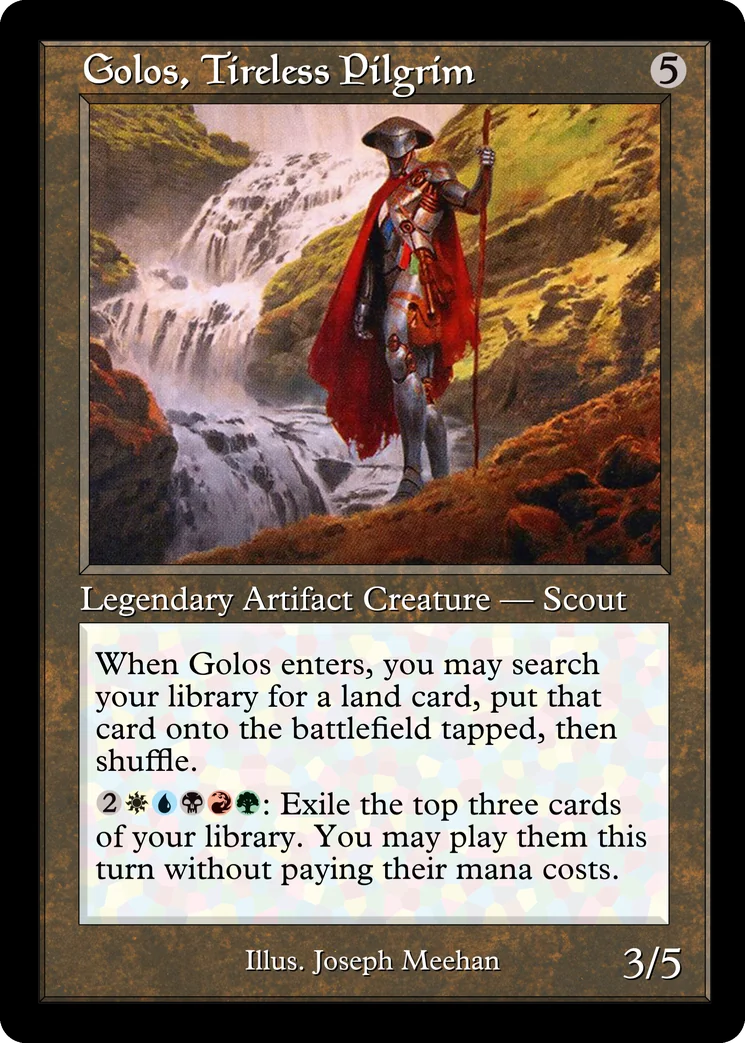 Golos, Tireless Pilgrim
5
Legendary Artifact Creature — Scout
When Golos enters, you may search
your library for a land card, put that
card onto the battlefield tapped, then
shuffle.
2: Exile the top three cards
of your library. You may play them this
turn without paying their mana costs.
Illus. Joseph Meehan
3/5